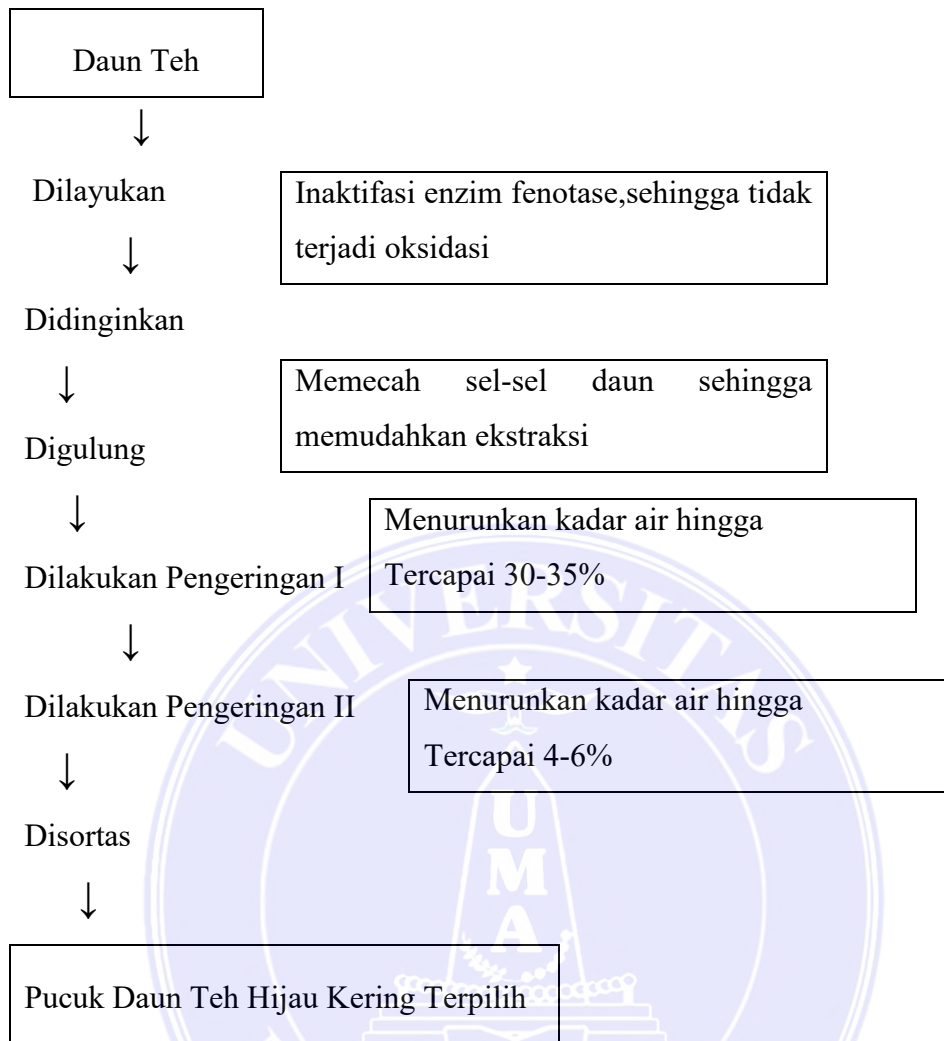 Daun Teh
↓
Dilayukan
Inaktifasi enzim fenotase,sehingga tidak
terjadi oksidasi
↓
Didinginkan
↓
Memecah sel-sel daun sehingga
memudahkan ekstraksi
Digulung
↓
Menurunkan kadar air hingga
Tercapai 30-35%
Dilakukan Pengeringan I
↓
Dilakukan Pengeringan II
Menurunkan kadar air hingga
Tercapai 4-6%
↓
Disortas
↓
Pucuk Daun Teh Hijau Kering Terpilih
UNIVERSITAS
UMA